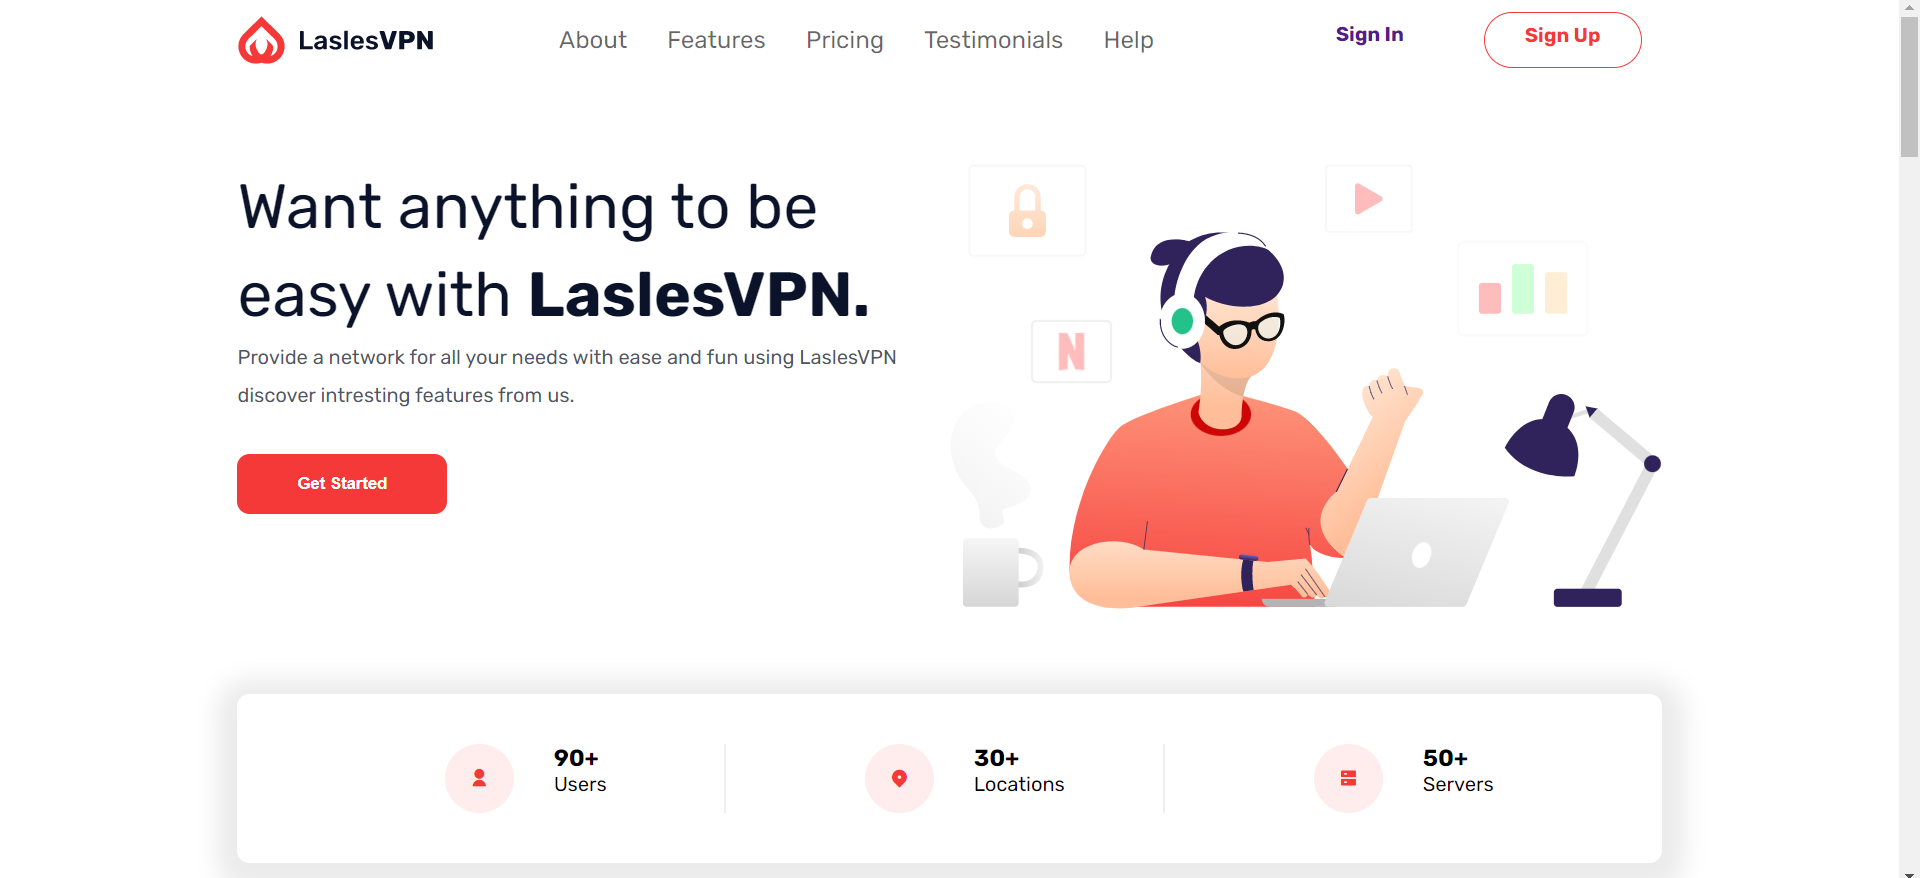 LaslesVPN
About Features Pricing Testimonials Help
Sign In
Sign Up
Want anything to be
easy with LaslesVPN.
Provide a network for all your needs with ease and fun using LaslesVPN
discover intresting features from us.
Get Started
N
90+
Users
30+
Locations
50+
Servers